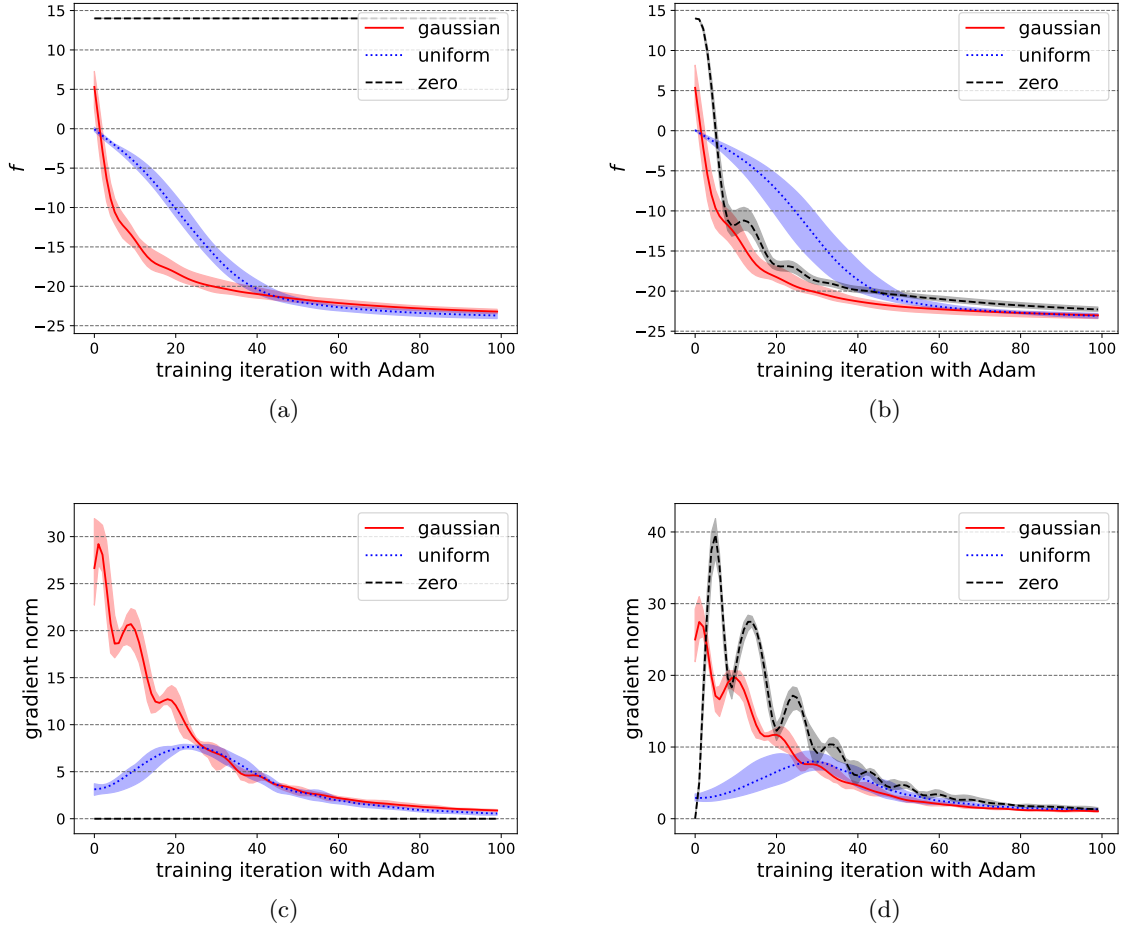 15
10
5
0
−5
−10
−15
−20
−25
f
0
20
40
60
80
100
training iteration with Adam
gaussian
uniform
zero
(a)
15
10
5
0
−5
−10
−15
−20
−25
f
0
20
40
60
80
100
training iteration with Adam
gaussian
uniform
zero
(b)
30
25
20
15
10
5
0
gradient norm
0
20
40
60
80
100
training iteration with Adam
gaussian
uniform
zero
(c)
40
30
20
10
0
gradient norm
0
20
40
60
80
100
training iteration with Adam
gaussian
uniform
zero
(d)